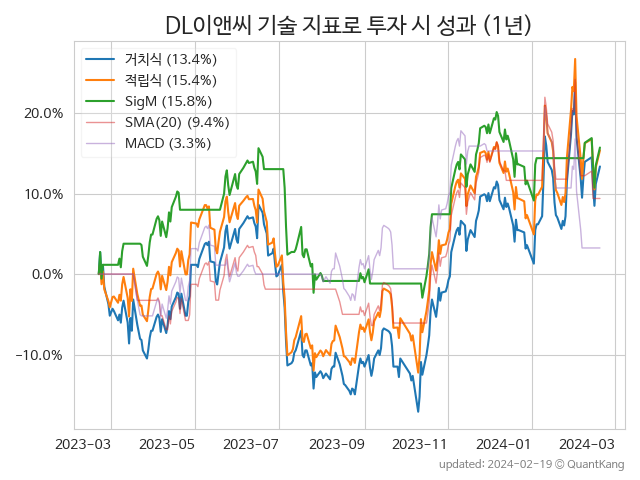 DL이앤씨 기술 지표로 투자 시 성과 (1년)
거치식 (13.4%)
적립식 (15.4%)
SigM (15.8%)
SMA(20) (9.4%)
MACD (3.3%)
20.0%
10.0%
0.0%
−10.0%
2023-03 2023-05 2023-07 2023-09 2023-11 2024-01 2024-03
updated: 2024-02-19 © QuantKang